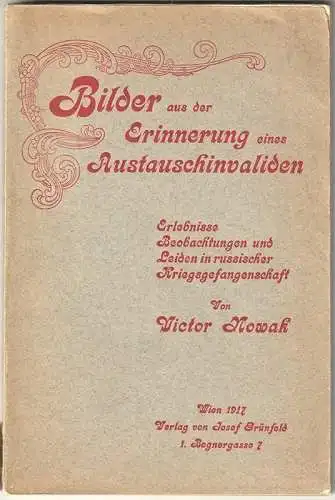 Bilder aus der
Erinnerung eines
Austauschinvaliden
Erlebnisse
Beobachtungen und
Leiden in russischer
Kriegsgefangenschaft
Von
Victor Nowak
Wien 1917
Verlag von Josef Grünfeld
1. Bognergasse 7